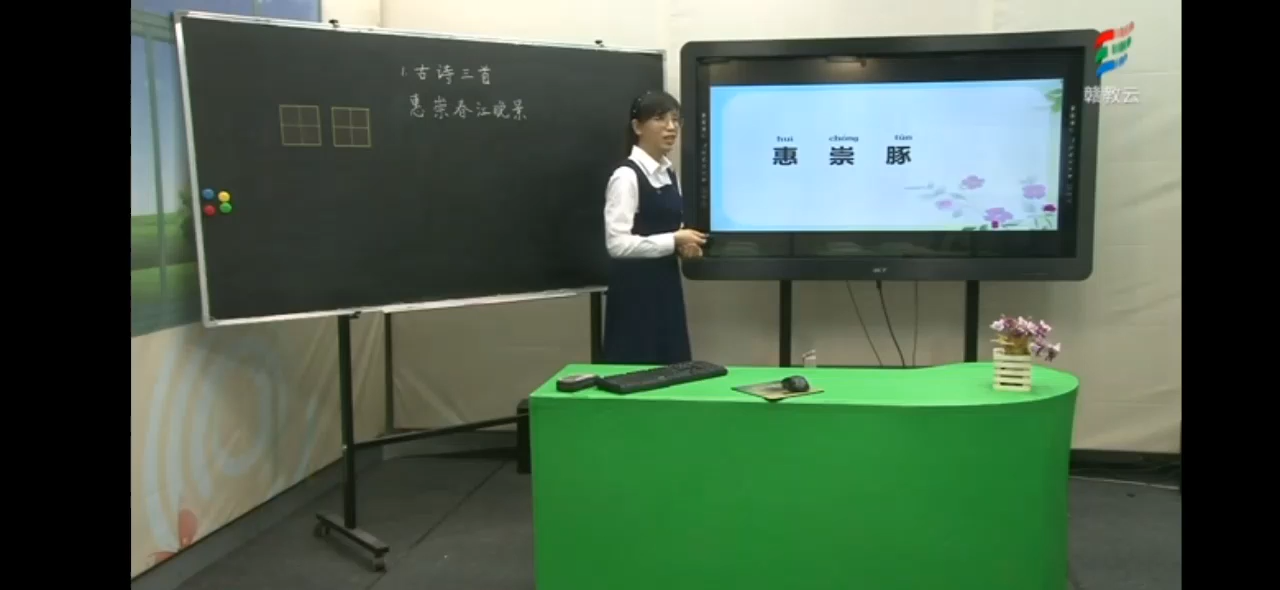 1.古诗三首
惠崇春江晚景
huì chóng tún
惠 崇 豚
赣教云